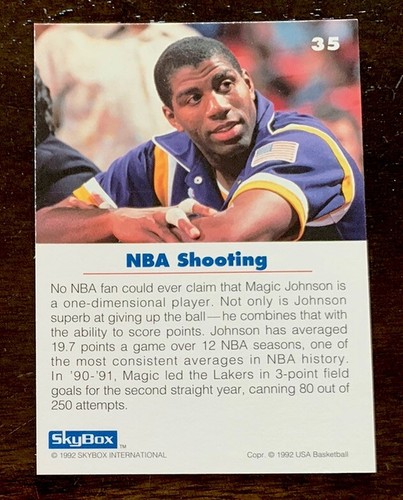 35
NBA Shooting
No NBA fan could ever claim that Magic Johnson is
a one-dimensional player. Not only is Johnson
superb at giving up the ball—he combines that with
the ability to score points. Johnson has averaged
19.7 points a game over 12 NBA seasons, one of
the most consistent averages in NBA history.
In '90-'91, Magic led the Lakers in 3-point field
goals for the second straight year, canning 80 out of
250 attempts.
SkyBox™
© 1992 SKYBOX INTERNATIONAL
Copr. © 1992 USA Basketball